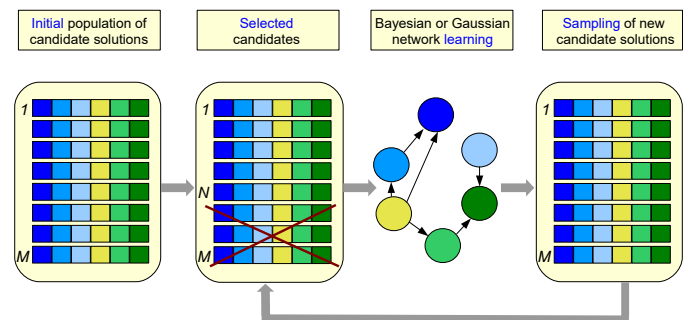 Initial population of
candidate solutions
Selected
candidates
Bayesian or Gaussian
network learning
Sampling of new
candidate solutions
1
M
1
N
M
1
M